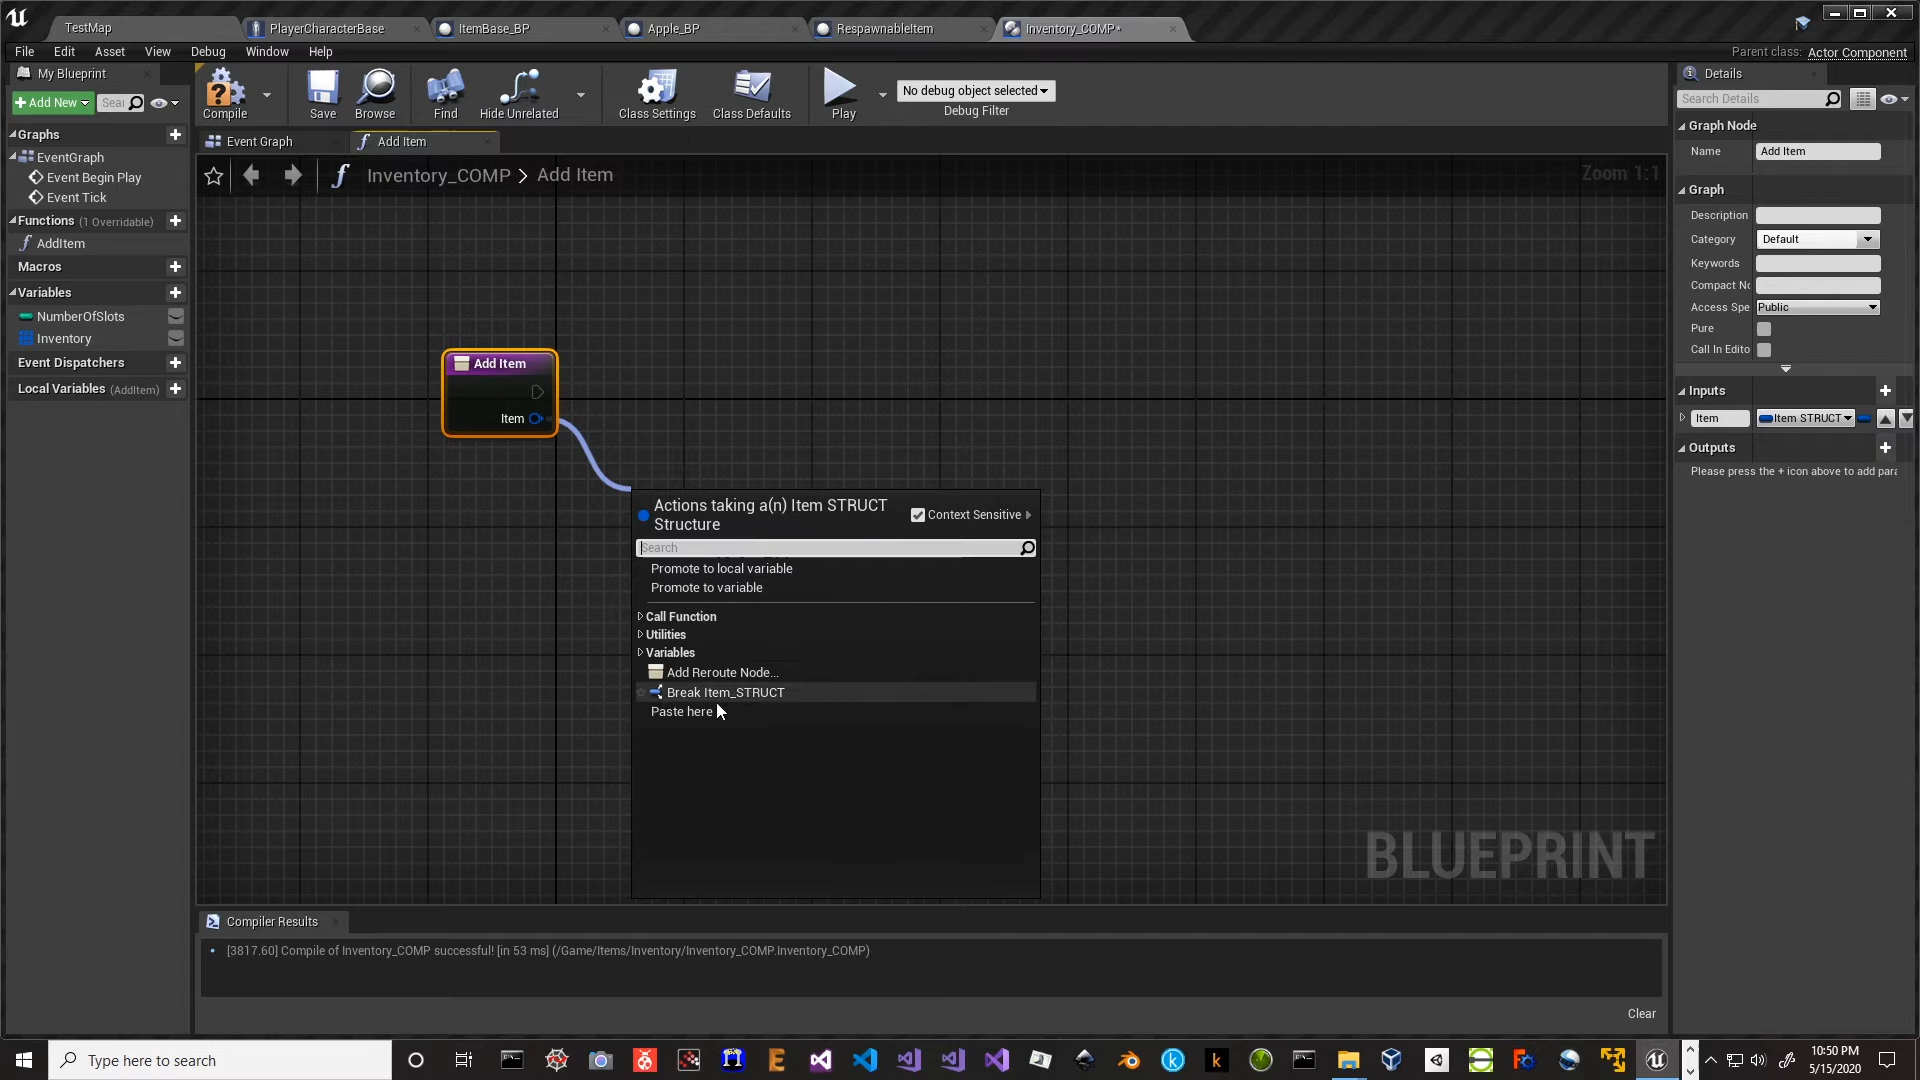 TestMap
PlayerCharacterBase
ItemBase_BP
Apple_BP
RespawnableItem
Inventory_COMP*
File
Edit
Asset
View
Debug
Window
Help
Parent class: Actor Component
My Blueprint
Add New
Sear
Graphs
EventGraph
Event Begin Play
Event Tick
Functions (1 Overridable)
AddItem
Macros
Variables
NumberOfSlots
Inventory
Event Dispatchers
Local Variables (AddItem)
Compile
Save
Browse
Find
Hide Unrelated
Class Settings
Class Defaults
Play
No debug object selected
Debug Filter
Event Graph
Add Item
Inventory_COMP > Add Item
Zoom 1:1
Add Item
Item
Actions taking a(n) Item STRUCT
Structure
Context Sensitive
Search
Promote to local variable
Promote to variable
Call Function
Utilities
Variables
Add Reroute Node...
Break Item_STRUCT
Paste here
BLUEPRINT
Compiler Results
[3817.60] Compile of Inventory_COMP successful! [in 53 ms] (/Game/Items/Inventory/Inventory_COMP.Inventory_COMP)
Clear
Details
Search Details
Graph Node
Name
Add Item
Graph
Description
Category
Default
Keywords
Compact No
Access Spe
Public
Pure
Call In Edito
Inputs
Item
Item STRUCT
Outputs
Please press the + icon above to add para
Type here to search
10:50 PM
5/15/2020